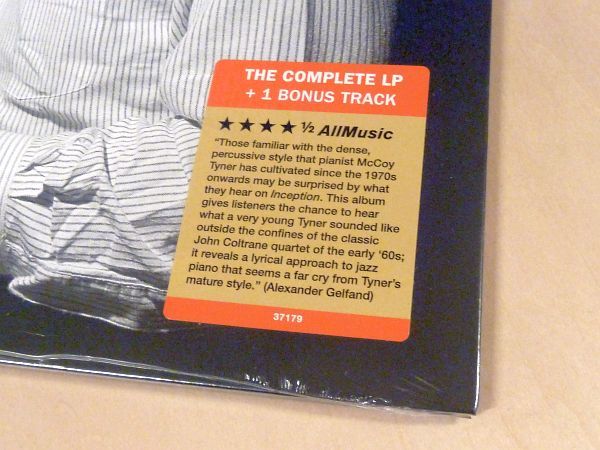 THE COMPLETE LP
+ 1 BONUS TRACK
★★★★½ AllMusic
"Those familiar with the dense,
percussive style that pianist McCoy
Tyner has cultivated since the 1970s
onwards may be surprised by what
they hear on Inception. This album
gives listeners the chance to hear
what a very young Tyner sounded like
outside the confines of the classic
John Coltrane quartet of the early '60s;
it reveals a lyrical approach to jazz
piano that seems a far cry from Tyner's
mature style." (Alexander Gelfand)
37179